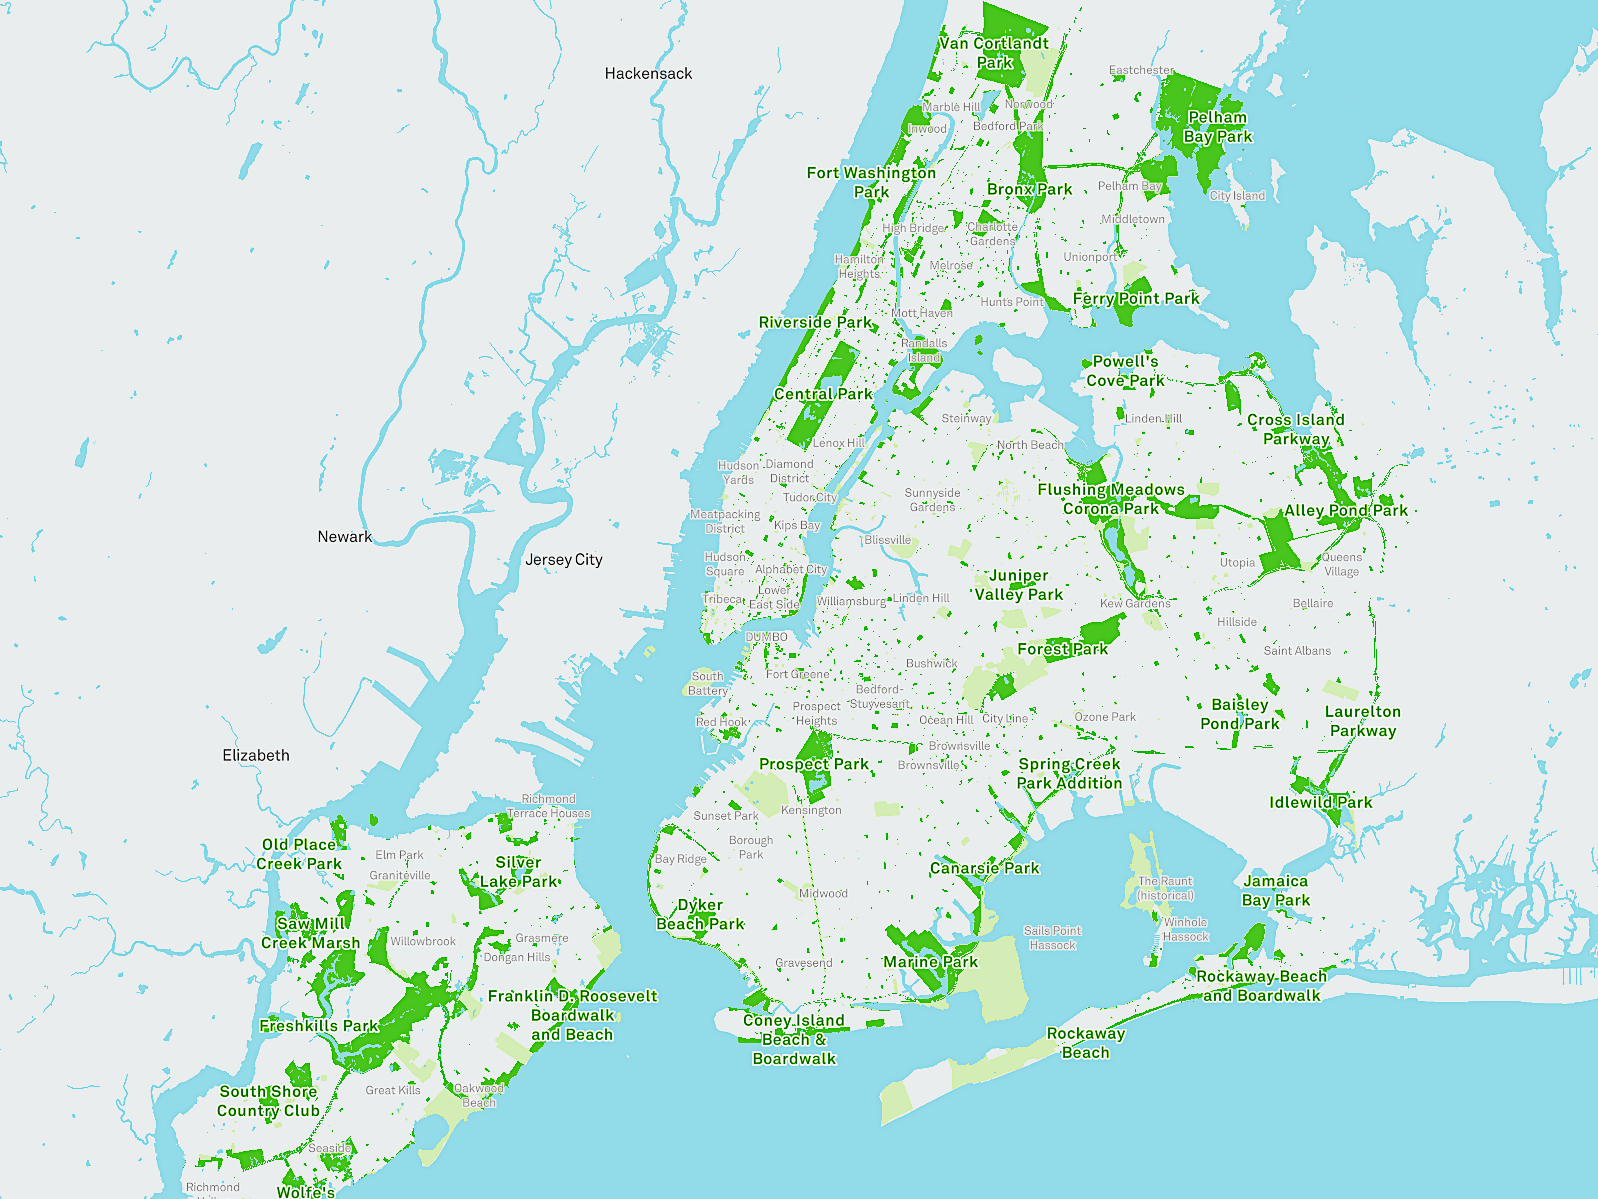 Van Cortlandt
Park
Hackensack
Eastchester
Marble Hill
Norwood
Pelham
Bay Park
Inwood
Bedford Park
Fort Washington
Park
Bronx Park
Pelham Bay
City Island
Middletown
High Bridge
Charlotte
Gardens
Hamilton
Heights
Melrose
Unionport
Hunts Point
Ferry Point Park
Mott Haven
Riverside Park
Randalls
Island
Powell's
Cove Park
Central Park
Steinway
Linden Hill
Cross Island
Parkway
Lenox Hill
North Beach
Hudson
Yards
Diamond
District
Tudor City
Sunnyside
Gardens
Flushing Meadows
Corona Park
Alley Pond Park
Meatpacking
District
Kips Bay
Newark
Blissville
Jersey City
Hudson
Square
Alphabet City
Utopia
Queens
Village
Juniper
Valley Park
Tribeca
Lower
East Side
Williamsburg
Linden Hill
Kew Gardens
Bellaire
Hillside
DUMBO
Forest Park
Saint Albans
Bushwick
South
Battery
Fort Greene
Bedford-
Stuyvesant
Prospect
Heights
Red Hook
Ocean Hill
City Line
Ozone Park
Baisley
Pond Park
Laurelton
Parkway
Elizabeth
Brownsville
Brownsville
Prospect Park
Spring Creek
Park Addition
Idlewild Park
Richmond
Terrace Houses
Sunset Park
Kensington
Old Place
Creek Park
Elm Park
Graniteville
Silver
Lake Park
Borough
Park
Bay Ridge
Canarsie Park
Midwood
The Raunt
(historical)
Jamaica
Bay Park
Dyker
Beach Park
Saw Mill
Creek Marsh
Willowbrook
Grasmere
Dongan Hills
Sails Point
Hassock
Winhole
Hassock
Gravesend
Marine Park
Rockaway Beach
and Boardwalk
Franklin D. Roosevelt
Boardwalk
and Beach
Freshkills Park
Coney Island
Beach &
Boardwalk
Rockaway
Beach
South Shore
Country Club
Great Kills
Oakwood
Beach
Seaside
Richmond
Wolfe's